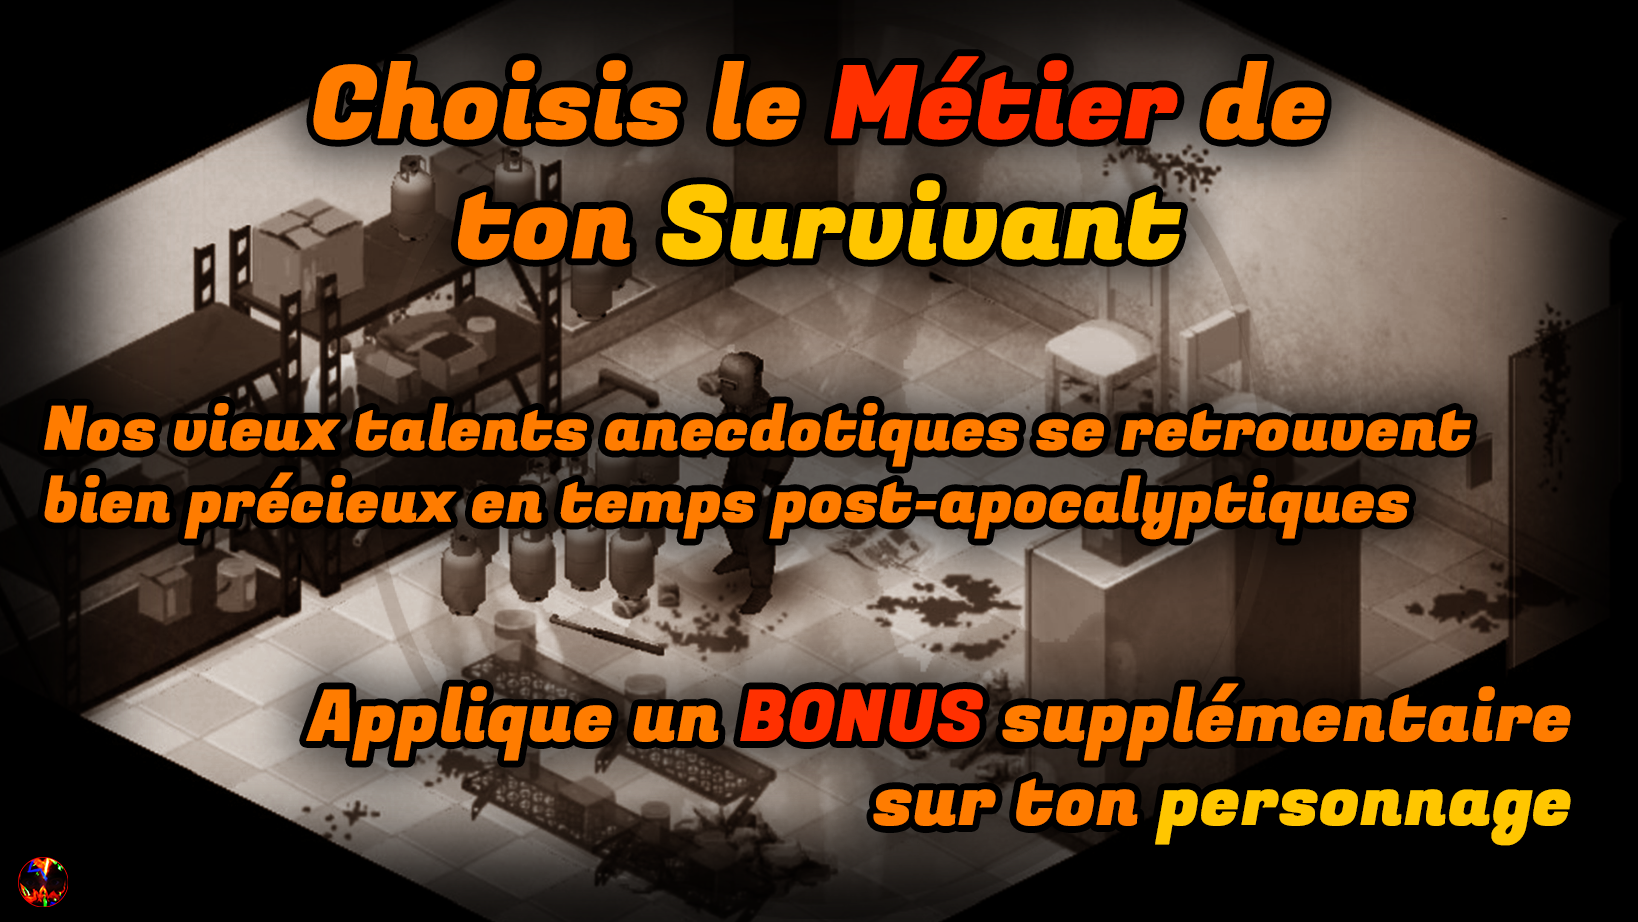 Choisis le Métier de
ton Survivant
Nos vieux talents anecdotiques se retrouvent
bien précieux en temps post-apocalyptiques
Applique un BONUS supplémentaire
sur ton personnage